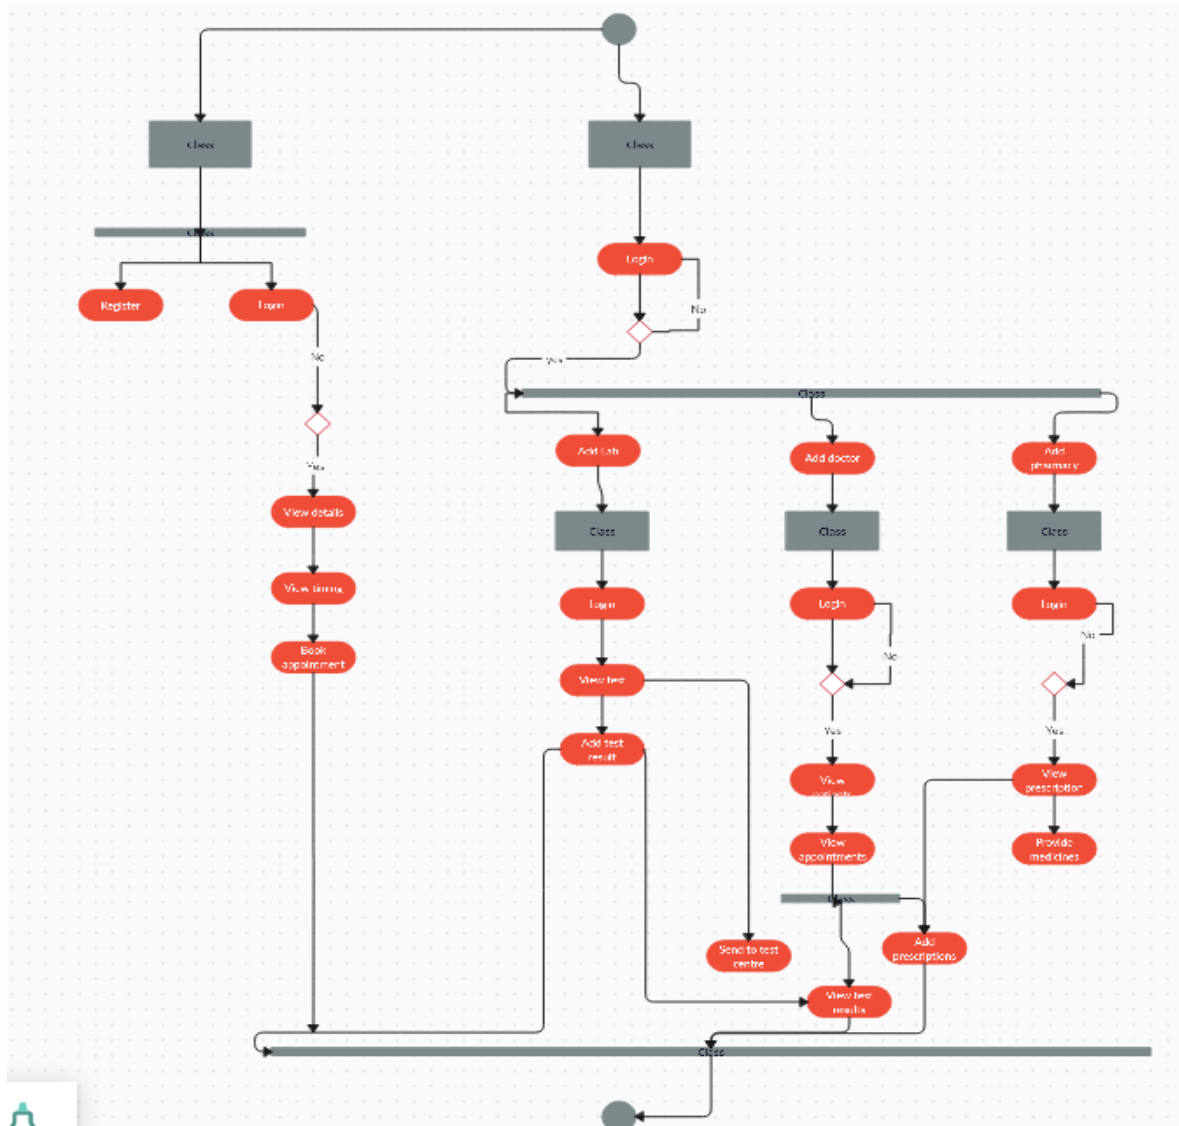 Class
Class
Class
Login
Register
Login
No
No
yes
Class
Yes
Add Lab
Add doctor
Add
pharmacy
View details
Class
Class
Class
View timing
Login
Login
Login
No
Book
appointment
No
View test
Yes
Yes
Add test
result
View
View
prescription
View
appointments
Provide
medicines
Class
Send to test
centre
Add
prescriptions
View test
results
Class